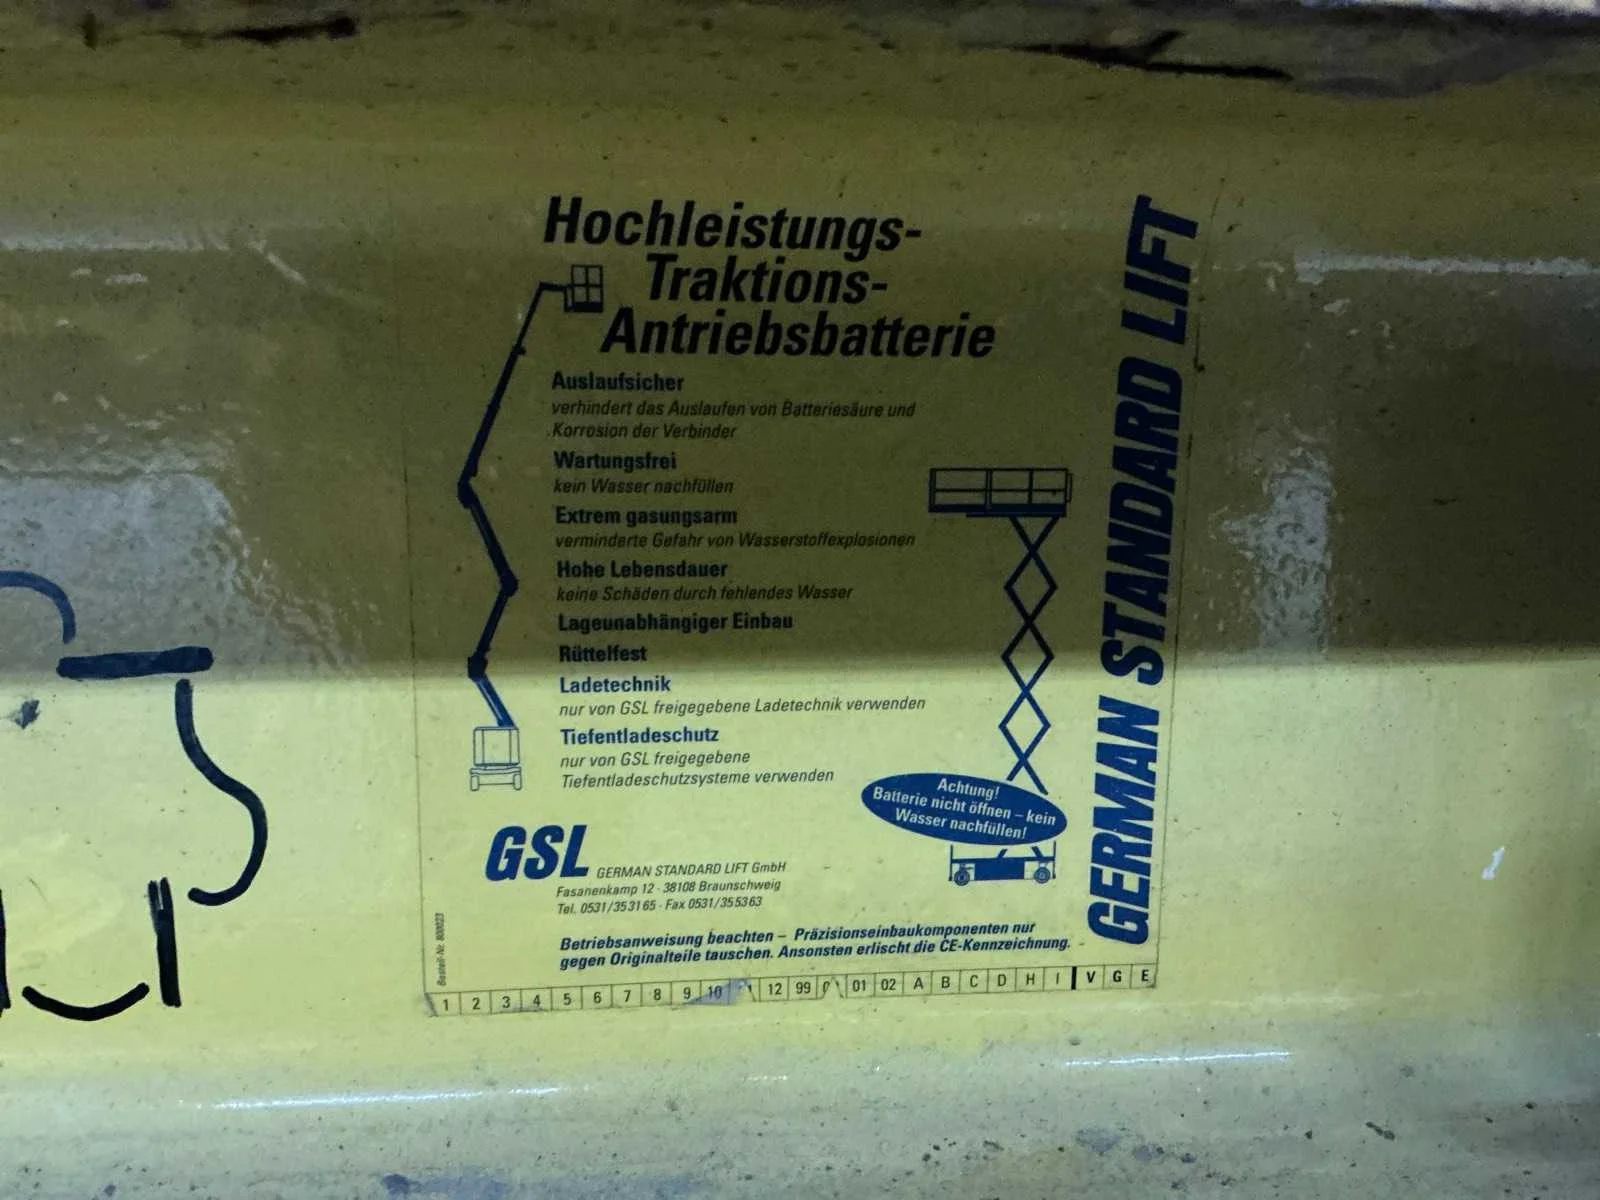 Hochleistungs-
Traktions-
Antriebsbatterie
Auslaufsicher
verhindert das Auslaufen von Batteriesäure und
Korrosion der Verbinder
Wartungsfrei
kein Wasser nachfüllen
Extrem gasungsarm
verminderte Gefahr von Wasserstoffexplosionen
Hohe Lebensdauer
keine Schäden durch fehlendes Wasser
Lageunabhängiger Einbau
Rüttelfest
Ladetechnik
nur von GSL freigegebene Ladetechnik verwenden
Tiefentladeschutz
nur von GSL freigegebene
Tiefentladeschutzsysteme verwenden
Achtung!
Batterie nicht öffnen – kein
Wasser nachfüllen!
GERMAN STANDARD LIFT
GSL GERMAN STANDARD LIFT GmbH
Fasanenkamp 12 · 38108 Braunschweig
Tel. 0531/353165 · Fax 0531/355363
Bestell-Nr. 800023
Betriebsanweisung beachten – Präzisionseinbaukomponenten nur
gegen Originalteile tauschen. Ansonsten erlischt die CE-Kennzeichnung.
1 2 3 4 5 6 7 8 9 10 12 99 01 02 A B C D H I V G E